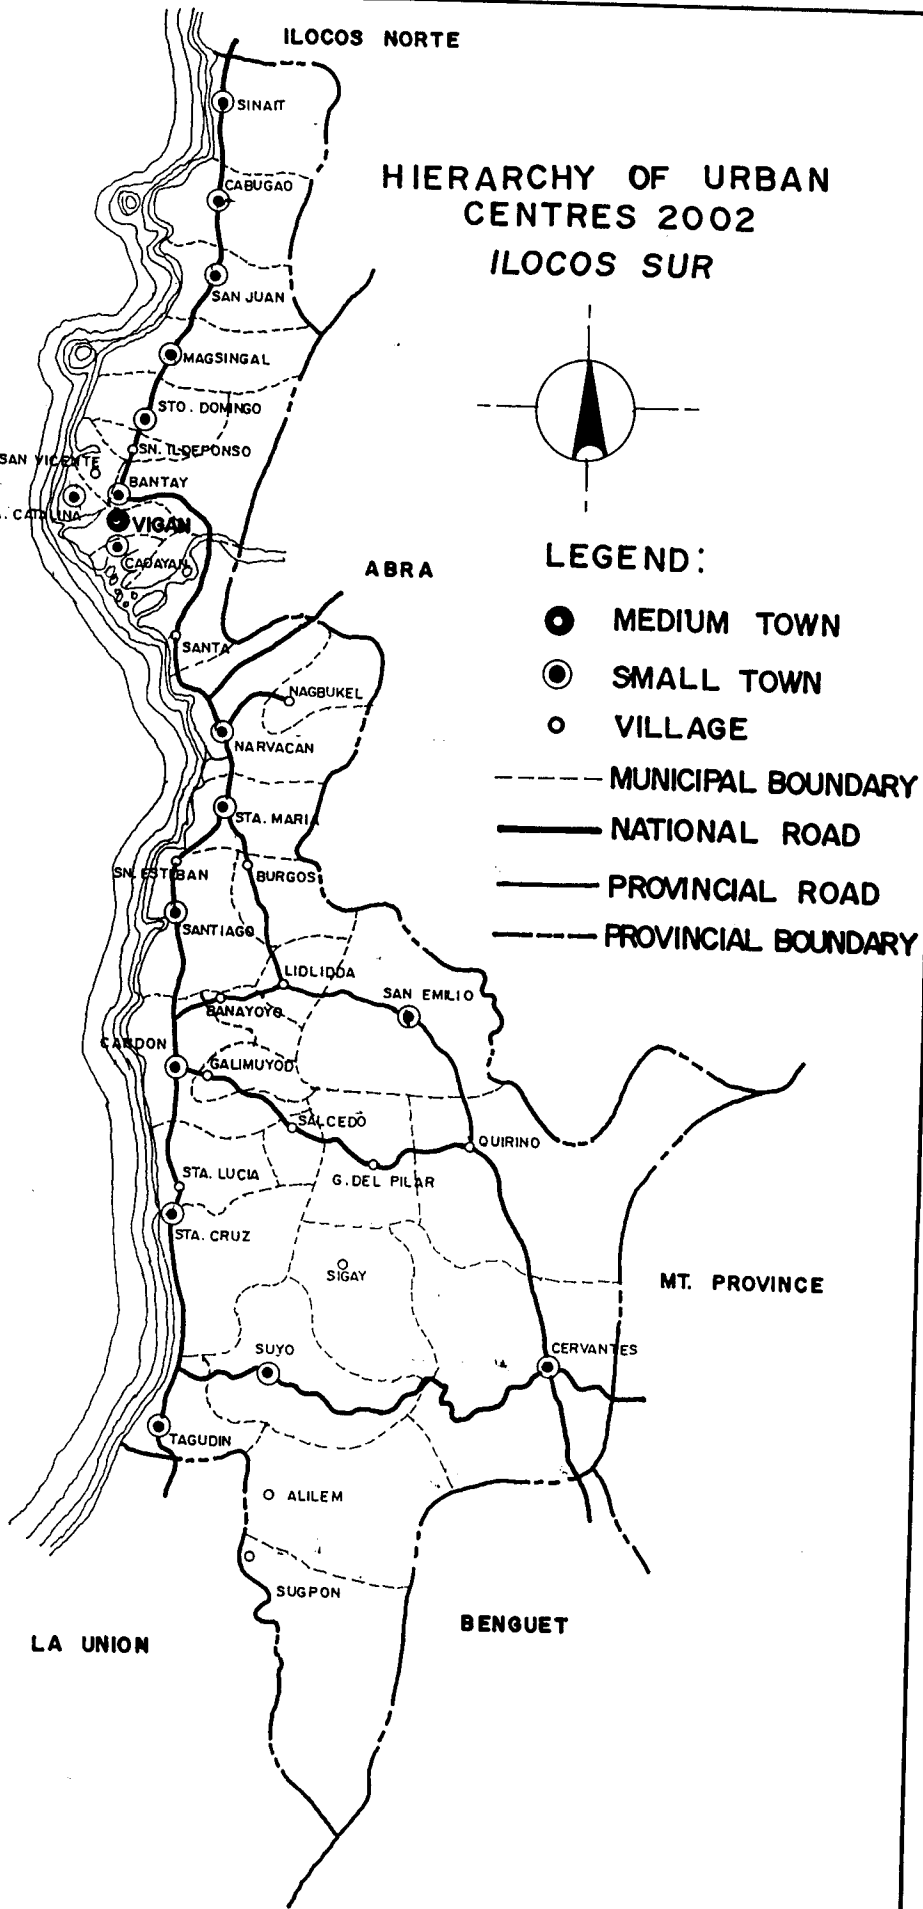 ILOCOS NORTE
SINAIT
HIERARCHY OF URBAN
CENTRES 2002
ILOCOS SUR
CABUGAO
SAN JUAN
MAGSINGAL
STO. DOMINGO
SN. ILDEPONSO
SAN VICENTE
BANTAY
A. CATALINA
VIGAN
CAOAYAN
ABRA
LEGEND:
MEDIUM TOWN
SMALL TOWN
VILLAGE
MUNICIPAL BOUNDARY
NATIONAL ROAD
PROVINCIAL ROAD
PROVINCIAL BOUNDARY
SANTA
NAGBUKEL
NARVACAN
STA. MARIA
SN. ESTEBAN
BURGOS
SANTIAGO
LIDLIDDA
SAN EMILIO
BANAYOYO
CANDON
GALIMUYOD
SALCEDO
QUIRINO
STA. LUCIA
G. DEL PILAR
STA. CRUZ
SIGAY
MT. PROVINCE
SUYO
CERVANTES
TAGUDIN
ALILEM
SUGPON
BENGUET
LA UNION